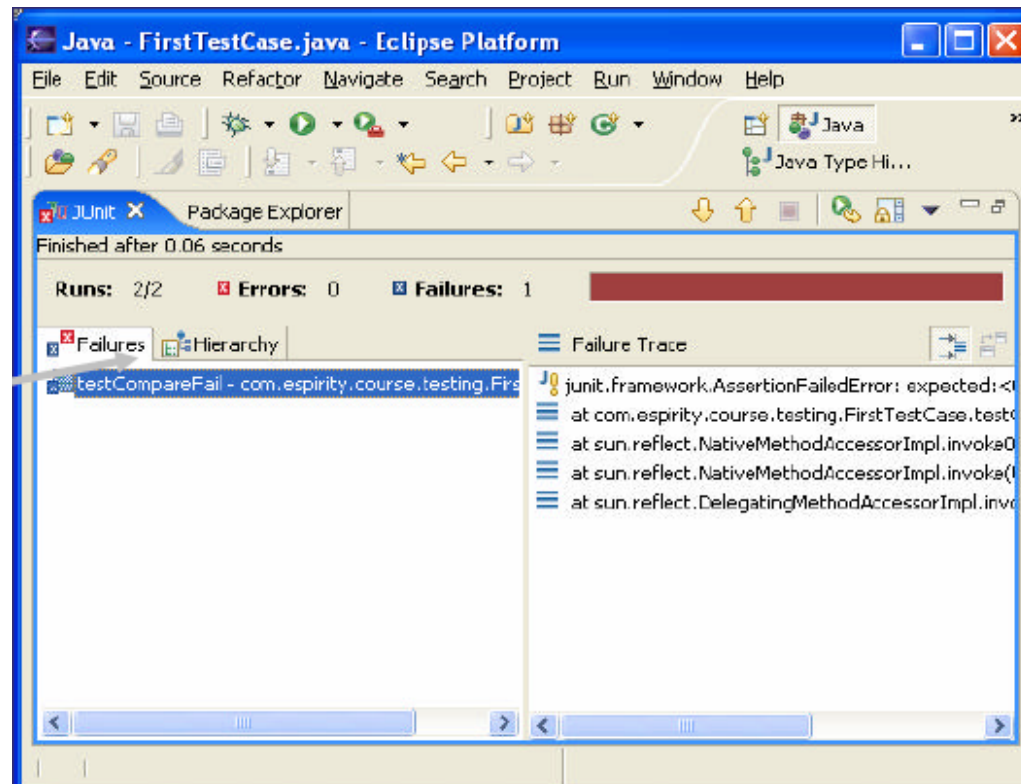 Java - FirstTestCase.java - Eclipse Platform
File Edit Source Refactor Navigate Search Project Run Window Help
Java
Java Type Hi...
JUnit Package Explorer
Finished after 0.06 seconds
Runs: 2/2 Errors: 0 Failures: 1
Failures Hierarchy Failure Trace
testCompareFail - com.espirity.course.testing.Firs
junit.framework.AssertionFailedError: expected:<
at com.espirity.course.testing.FirstTestCase.test
at sun.reflect.NativeMethodAccessorImpl.invoke0
at sun.reflect.NativeMethodAccessorImpl.invoke(
at sun.reflect.DelegatingMethodAccessorImpl.invo